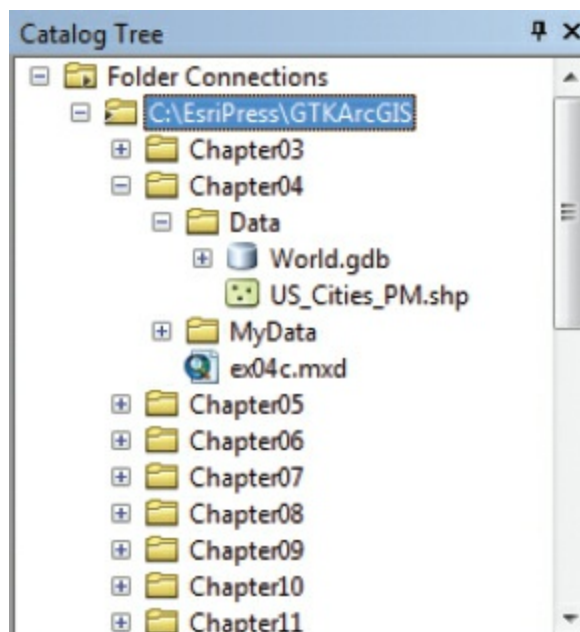 Catalog Tree
Folder Connections
C:\EsriPress\GTKArcGIS
Chapter03
Chapter04
Data
World.gdb
US_Cities_PM.shp
MyData
ex04c.mxd
Chapter05
Chapter06
Chapter07
Chapter08
Chapter09
Chapter10
Chapter11